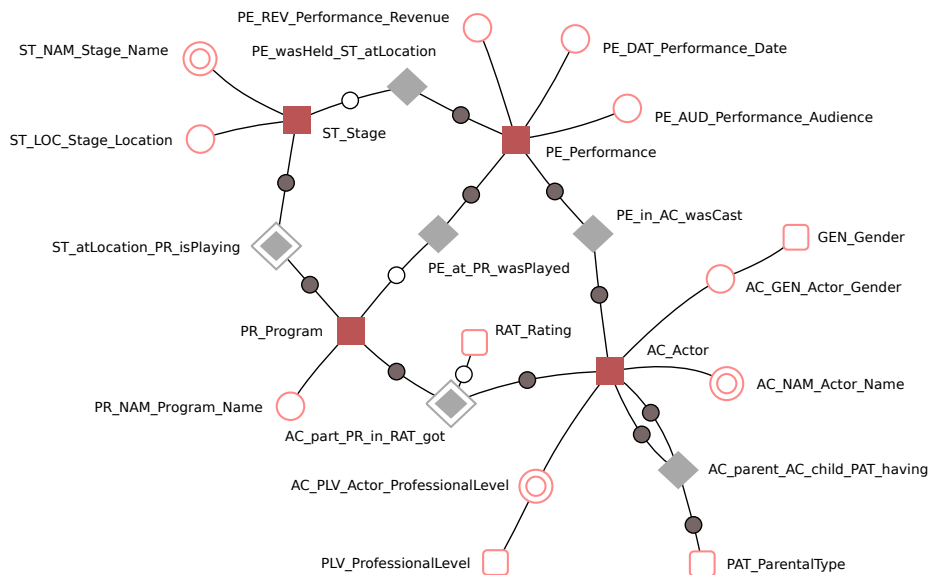 PE_REV_Performance_Revenue
ST_NAM_Stage_Name
PE_wasHeld_ST_atLocation
PE_DAT_Performance_Date
PE_AUD_Performance_Audience
ST_Stage
ST_LOC_Stage_Location
PE_Performance
PE_in_AC_wasCast
GEN_Gender
ST_atLocation_PR_isPlaying
PE_at_PR_wasPlayed
AC_GEN_Actor_Gender
PR_Program
RAT_Rating
AC_Actor
AC_NAM_Actor_Name
PR_NAM_Program_Name
AC_part_PR_in_RAT_got
AC_parent_AC_child_PAT_having
AC_PLV_Actor_ProfessionalLevel
PLV_ProfessionalLevel
PAT_ParentalType